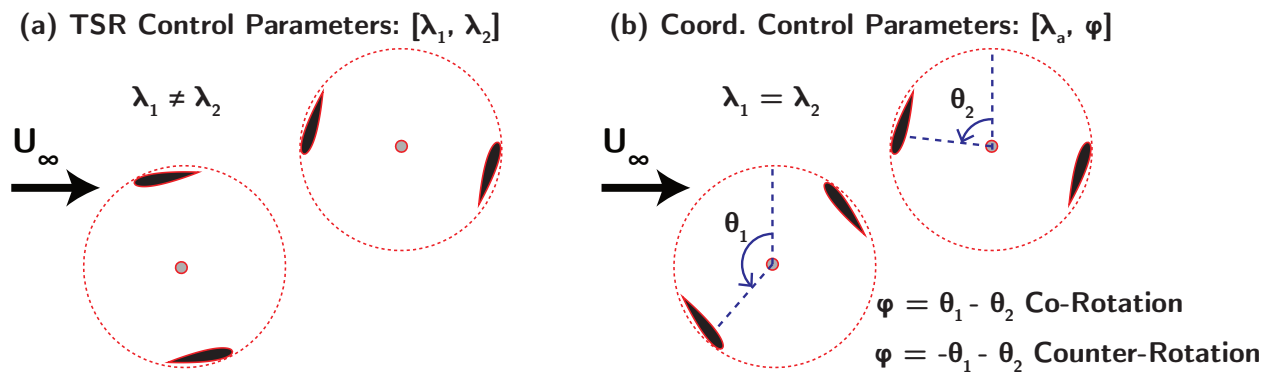 (a) TSR Control Parameters: [λ₁, λ₂]
λ₁ ≠ λ₂
U∞
(b) Coord. Control Parameters: [λₐ, φ]
λ₁ = λ₂
U∞
θ₂
θ₁
φ = θ₁ - θ₂ Co-Rotation
φ = -θ₁ - θ₂ Counter-Rotation